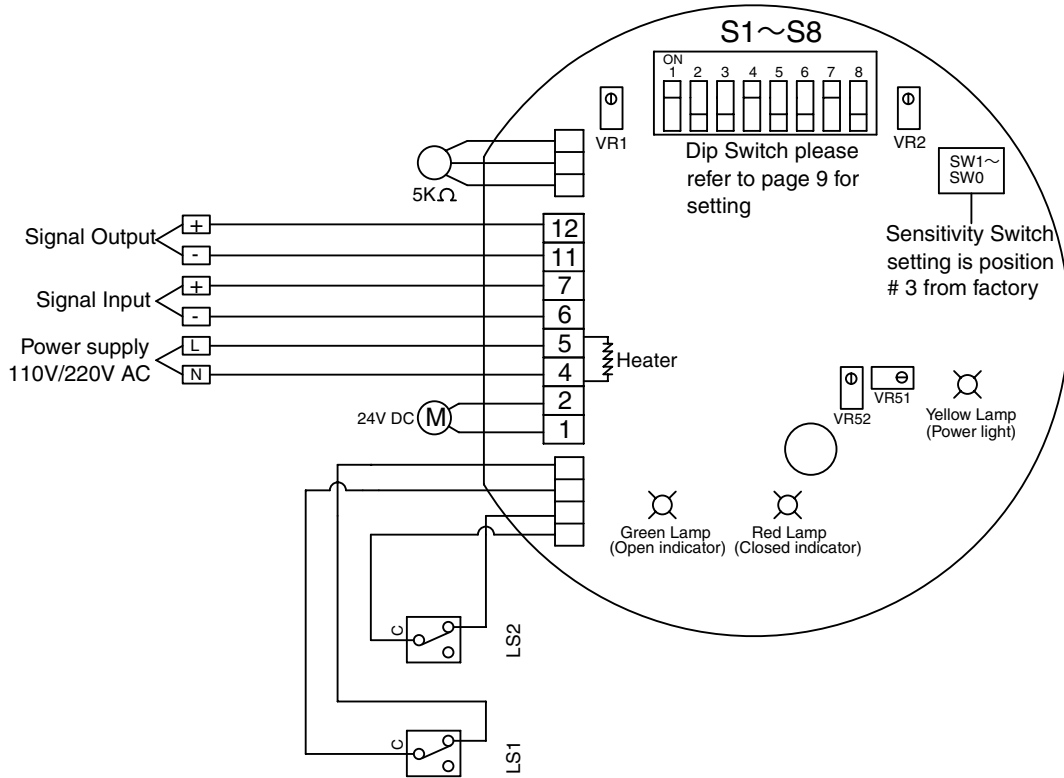 S1～S8
ON
1 2 3 4 5 6 7 8
VR1
VR2
Dip Switch please
refer to page 9 for
setting
SW1～
SW0
Sensitivity Switch
setting is position
# 3 from factory
5KΩ
Signal Output
+
-
12
11
Signal Input
+
-
7
6
Power supply
110V/220V AC
L
N
5
4
Heater
24V DC
M
2
1
VR52
VR51
Yellow Lamp
(Power light)
Green Lamp
(Open indicator)
Red Lamp
(Closed indicator)
C
LS2
C
LS1